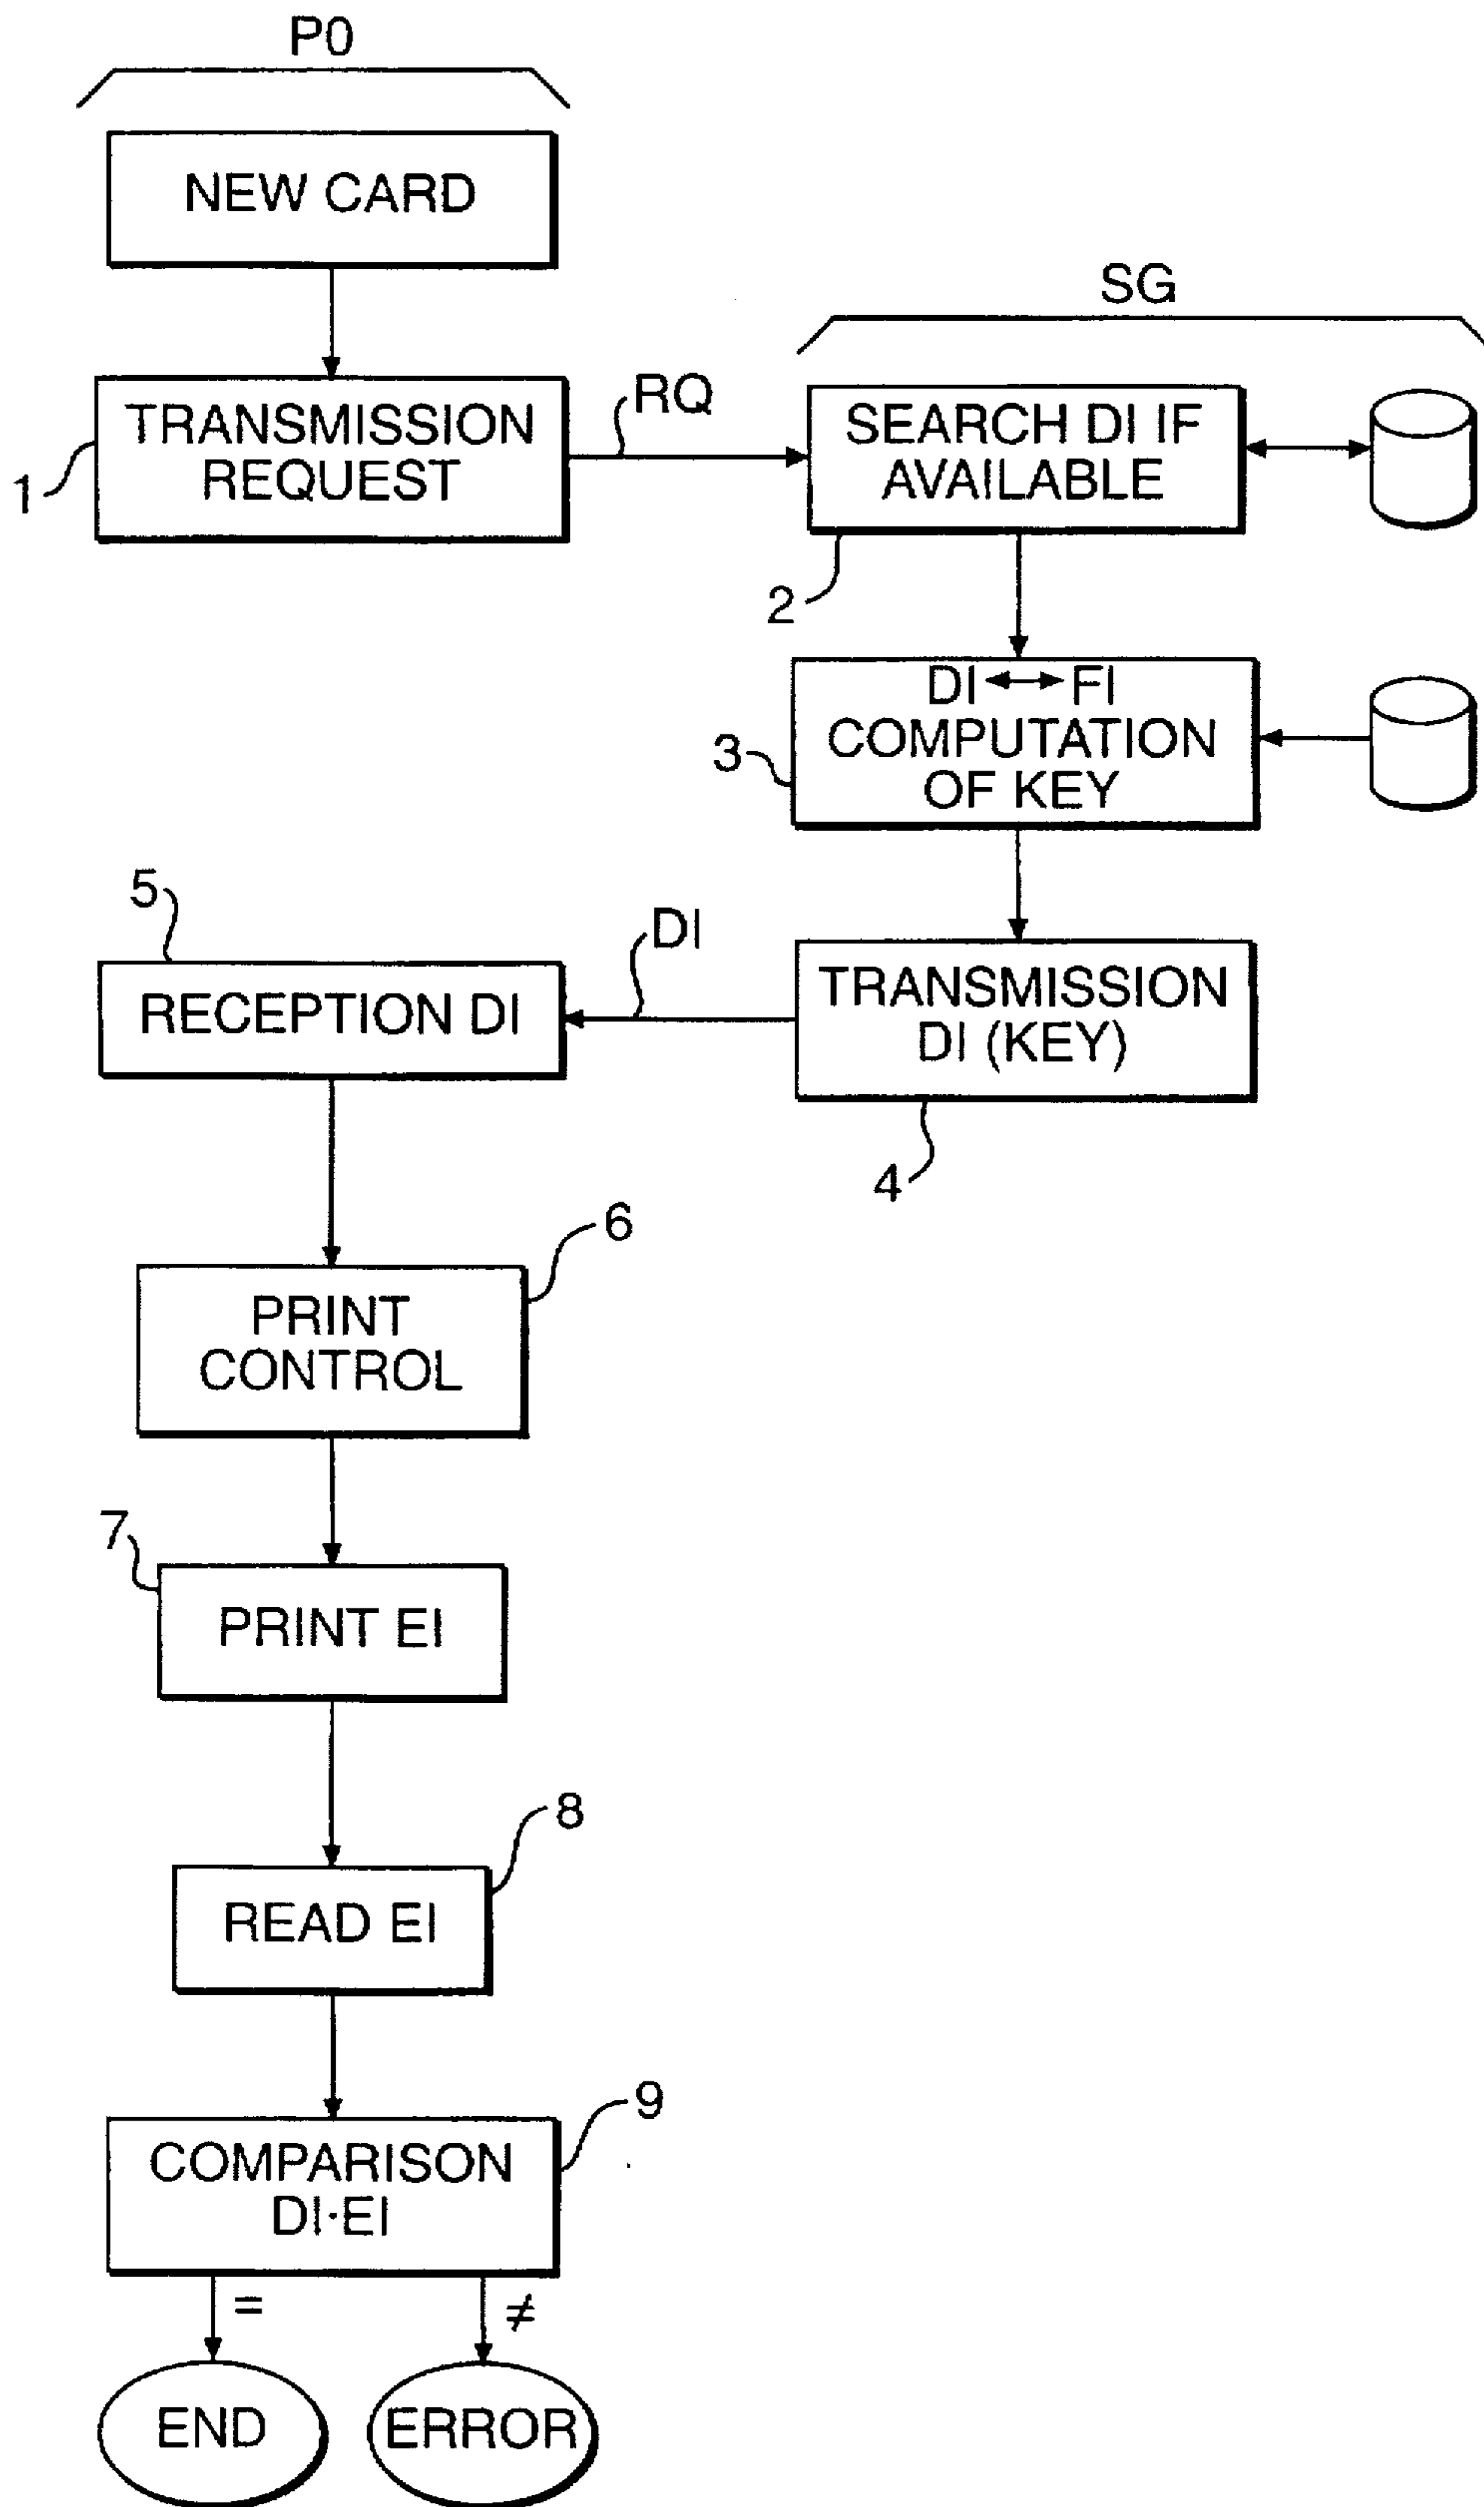 P0
NEW CARD
SG
TRANSMISSION
REQUEST
1
RQ
SEARCH DI IF
AVAILABLE
2
DI ↔ FI
COMPUTATION
OF KEY
3
TRANSMISSION
DI (KEY)
4
DI
5
RECEPTION DI
6
PRINT
CONTROL
7
PRINT EI
8
READ EI
9
COMPARISON
DI·EI
=
≠
END
ERROR